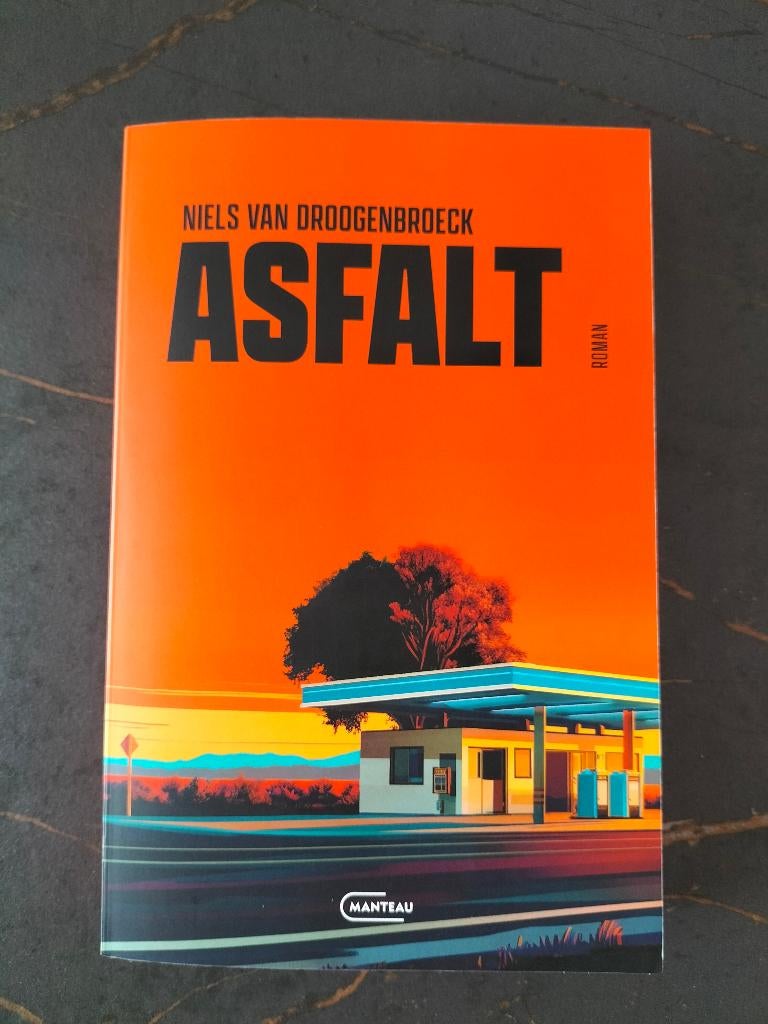 NIELS VAN DROOGENBROECK
ASFALT
ROMAN
MANTEAU